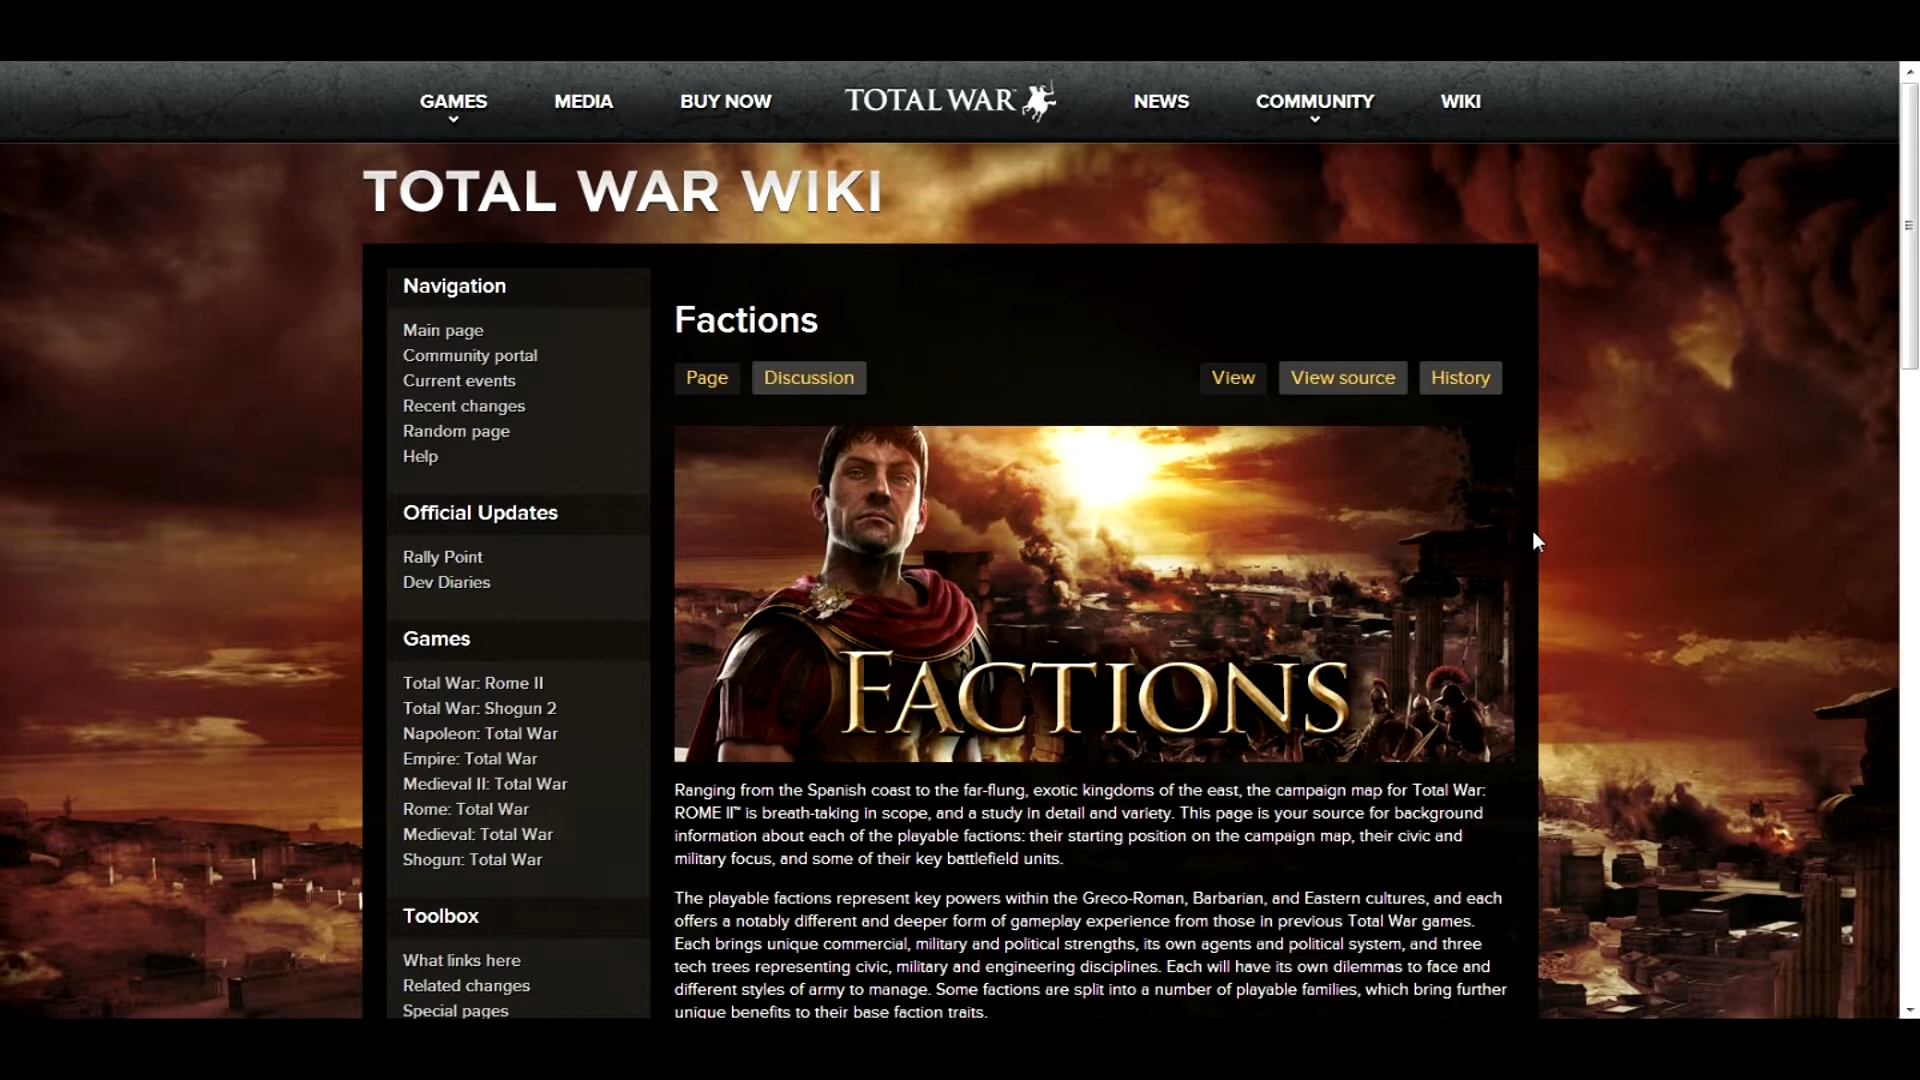 GAMES MEDIA BUY NOW TOTAL WAR NEWS COMMUNITY WIKI
TOTAL WAR WIKI
Navigation
Main page
Community portal
Current events
Recent changes
Random page
Help
Official Updates
Rally Point
Dev Diaries
Games
Total War: Rome II
Total War: Shogun 2
Napoleon: Total War
Empire: Total War
Medieval II: Total War
Rome: Total War
Medieval: Total War
Shogun: Total War
Toolbox
What links here
Related changes
Special pages
Factions
Page Discussion View View source History
FACTIONS
Ranging from the Spanish coast to the far-flung, exotic kingdoms of the east, the campaign map for Total War:
ROME II™ is breath-taking in scope, and a study in detail and variety. This page is your source for background
information about each of the playable factions: their starting position on the campaign map, their civic and
military focus, and some of their key battlefield units.
The playable factions represent key powers within the Greco-Roman, Barbarian, and Eastern cultures, and each
offers a notably different and deeper form of gameplay experience from those in previous Total War games.
Each brings unique commercial, military and political strengths, its own agents and political system, and three
tech trees representing civic, military and engineering disciplines. Each will have its own dilemmas to face and
different styles of army to manage. Some factions are split into a number of playable families, which bring further
unique benefits to their base faction traits.